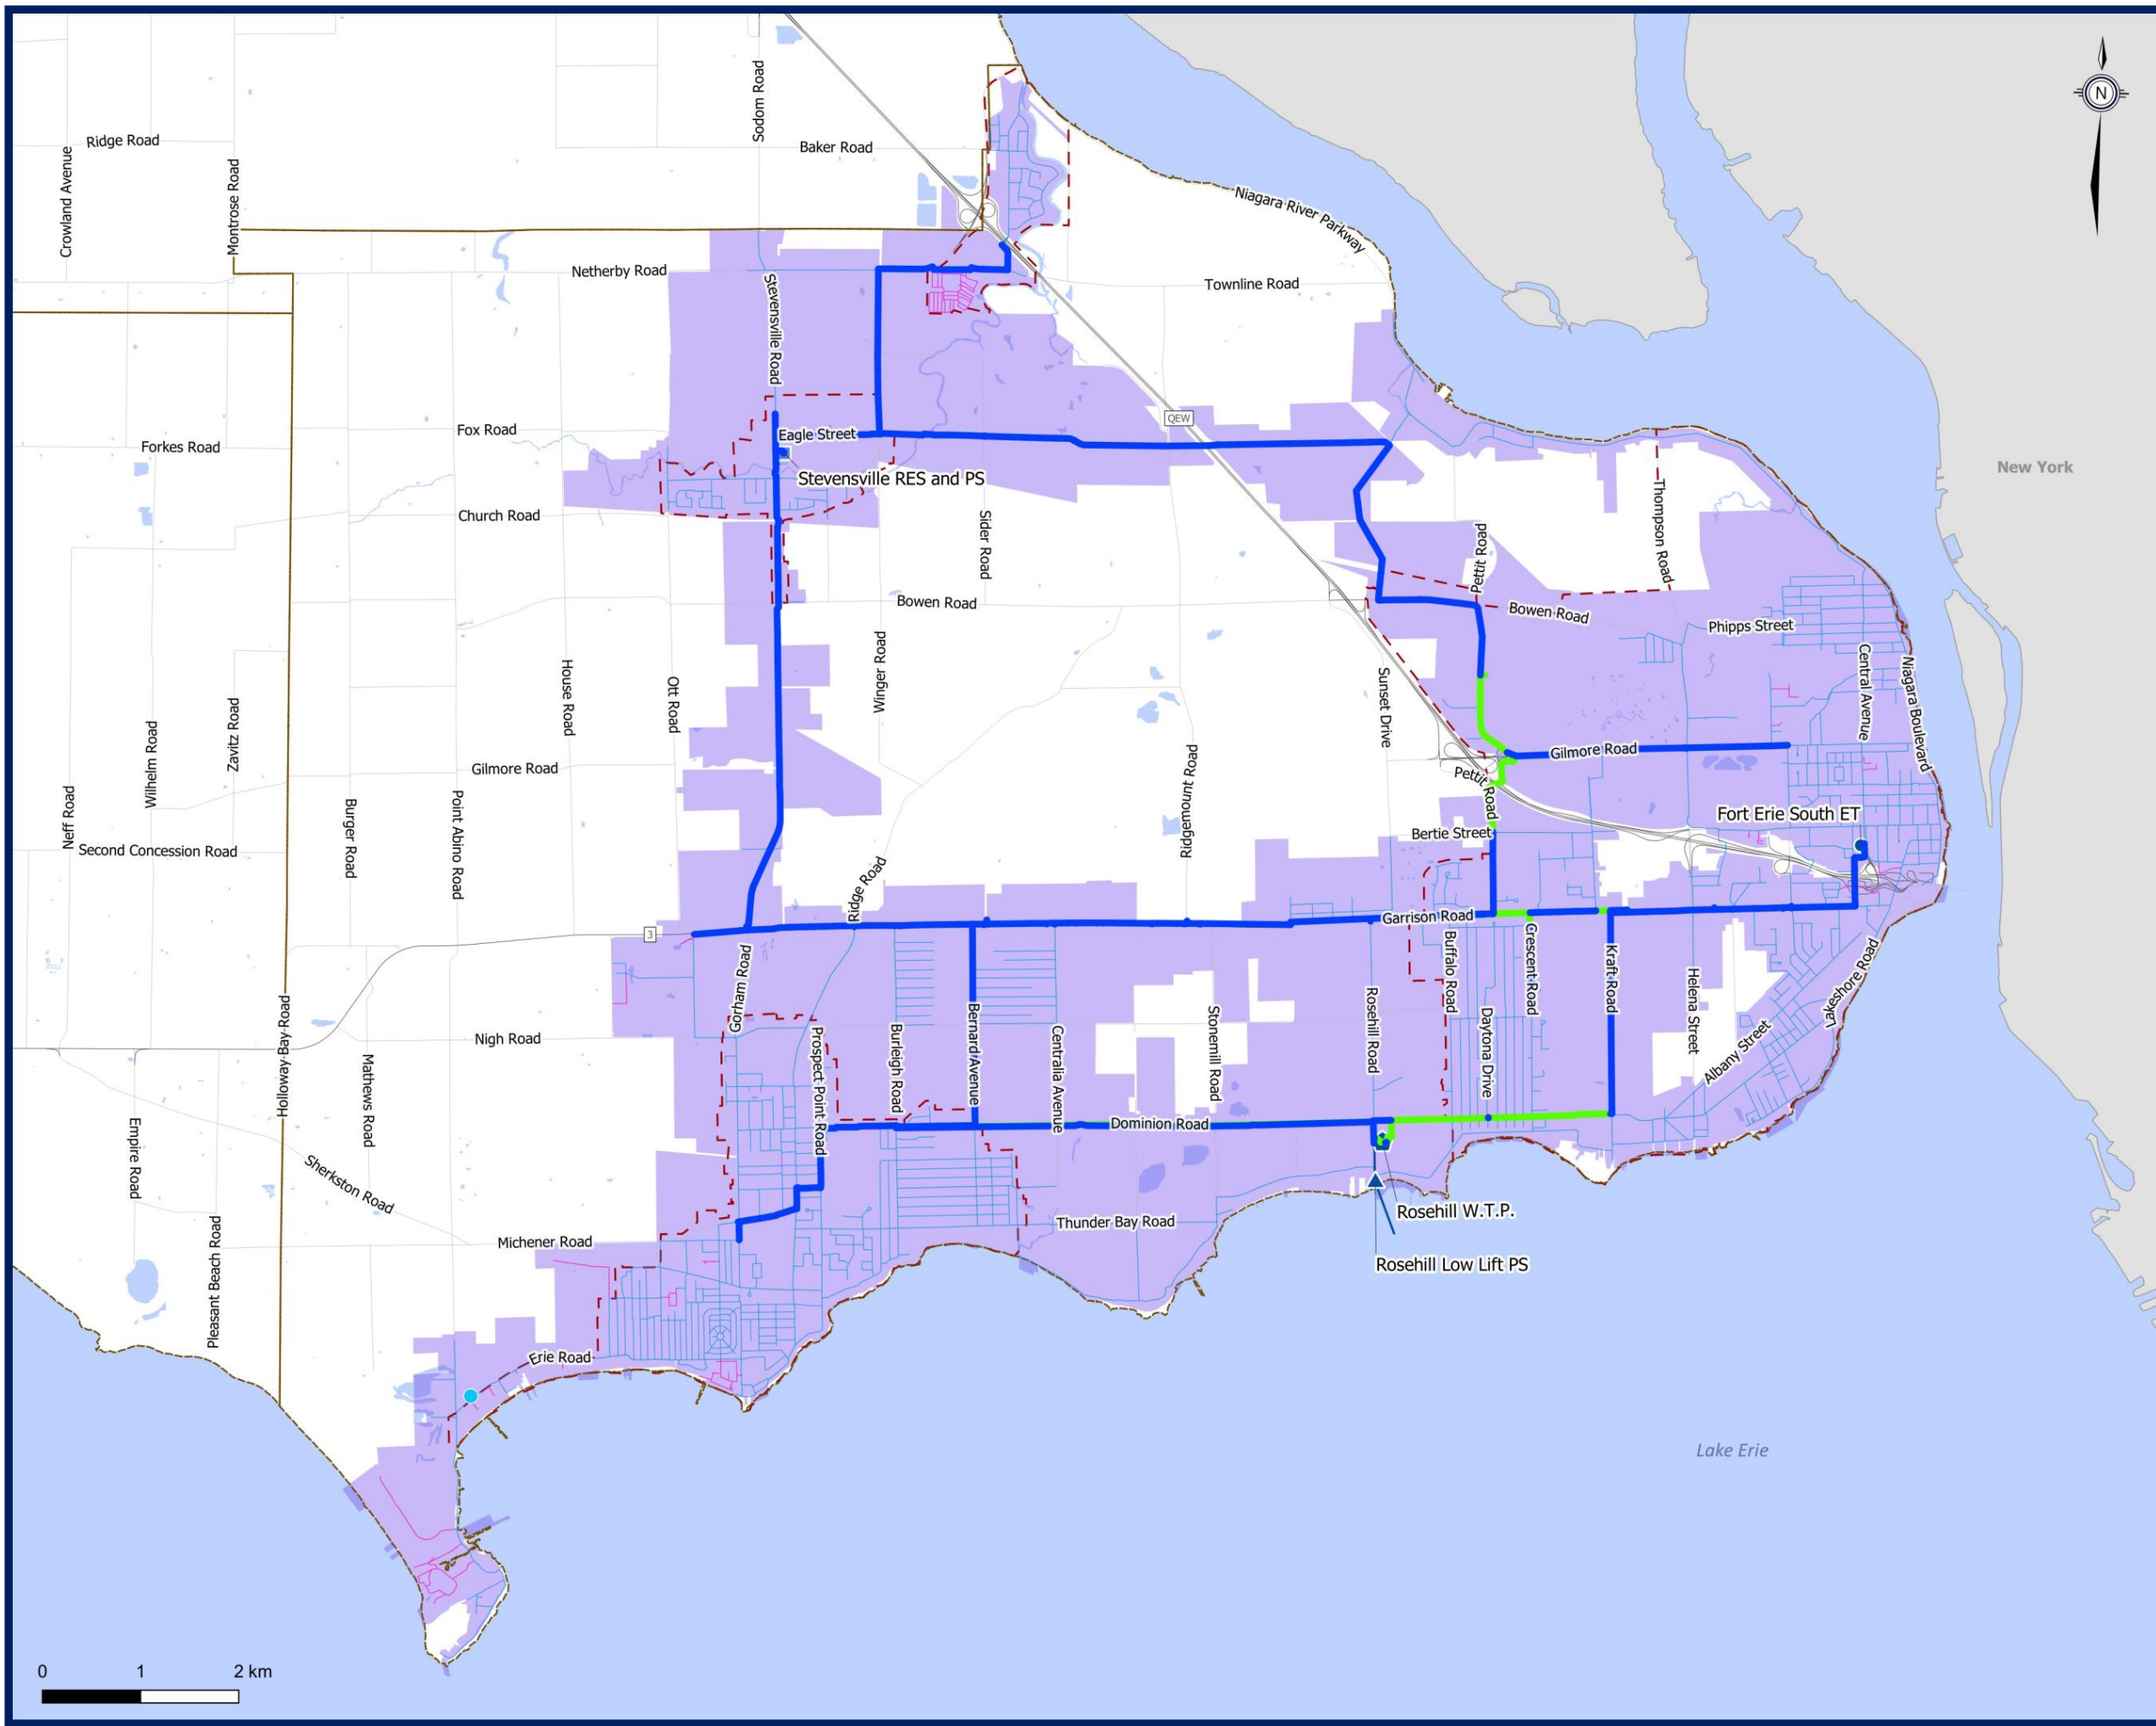 Ridge Road
Crowland Avenue
Montrose Road
Sodom Road
Baker Road
Niagara River Parkway
N
Netherby Road
Townline Road
Stevensville Road
QEW
Forkes Road
Fox Road
Eagle Street
Stevensville RES and PS
New York
Church Road
Sider Road
Pettit Road
Thompson Road
Bowen Road
Bowen Road
Phipps Street
Central Avenue
Niagara Boulevard
Neff Road
Wilhelm Road
Zavitz Road
House Road
Ott Road
Winger Road
Ridgemount Road
Sunset Drive
Gilmore Road
Gilmore Road
Pettit Road
Burger Road
Point Abino Road
Second Concession Road
Bertie Street
Fort Erie South ET
Ridge Road
3
Garrison Road
Gorham Road
Buffalo Road
Crescent Road
Kraft Road
Helena Street
Lakeshore Road
Albany Street
Holloway Bay Road
Nigh Road
Mathews Road
Prospect Point Road
Burleigh Road
Bernard Avenue
Centralia Avenue
Stonemill Road
Rosehill Road
Daytona Drive
Dominion Road
Empire Road
Sherkston Road
Pleasant Beach Road
Michener Road
Thunder Bay Road
Rosehill W.T.P.
Rosehill Low Lift PS
Erie Road
Lake Erie
0 1 2 km